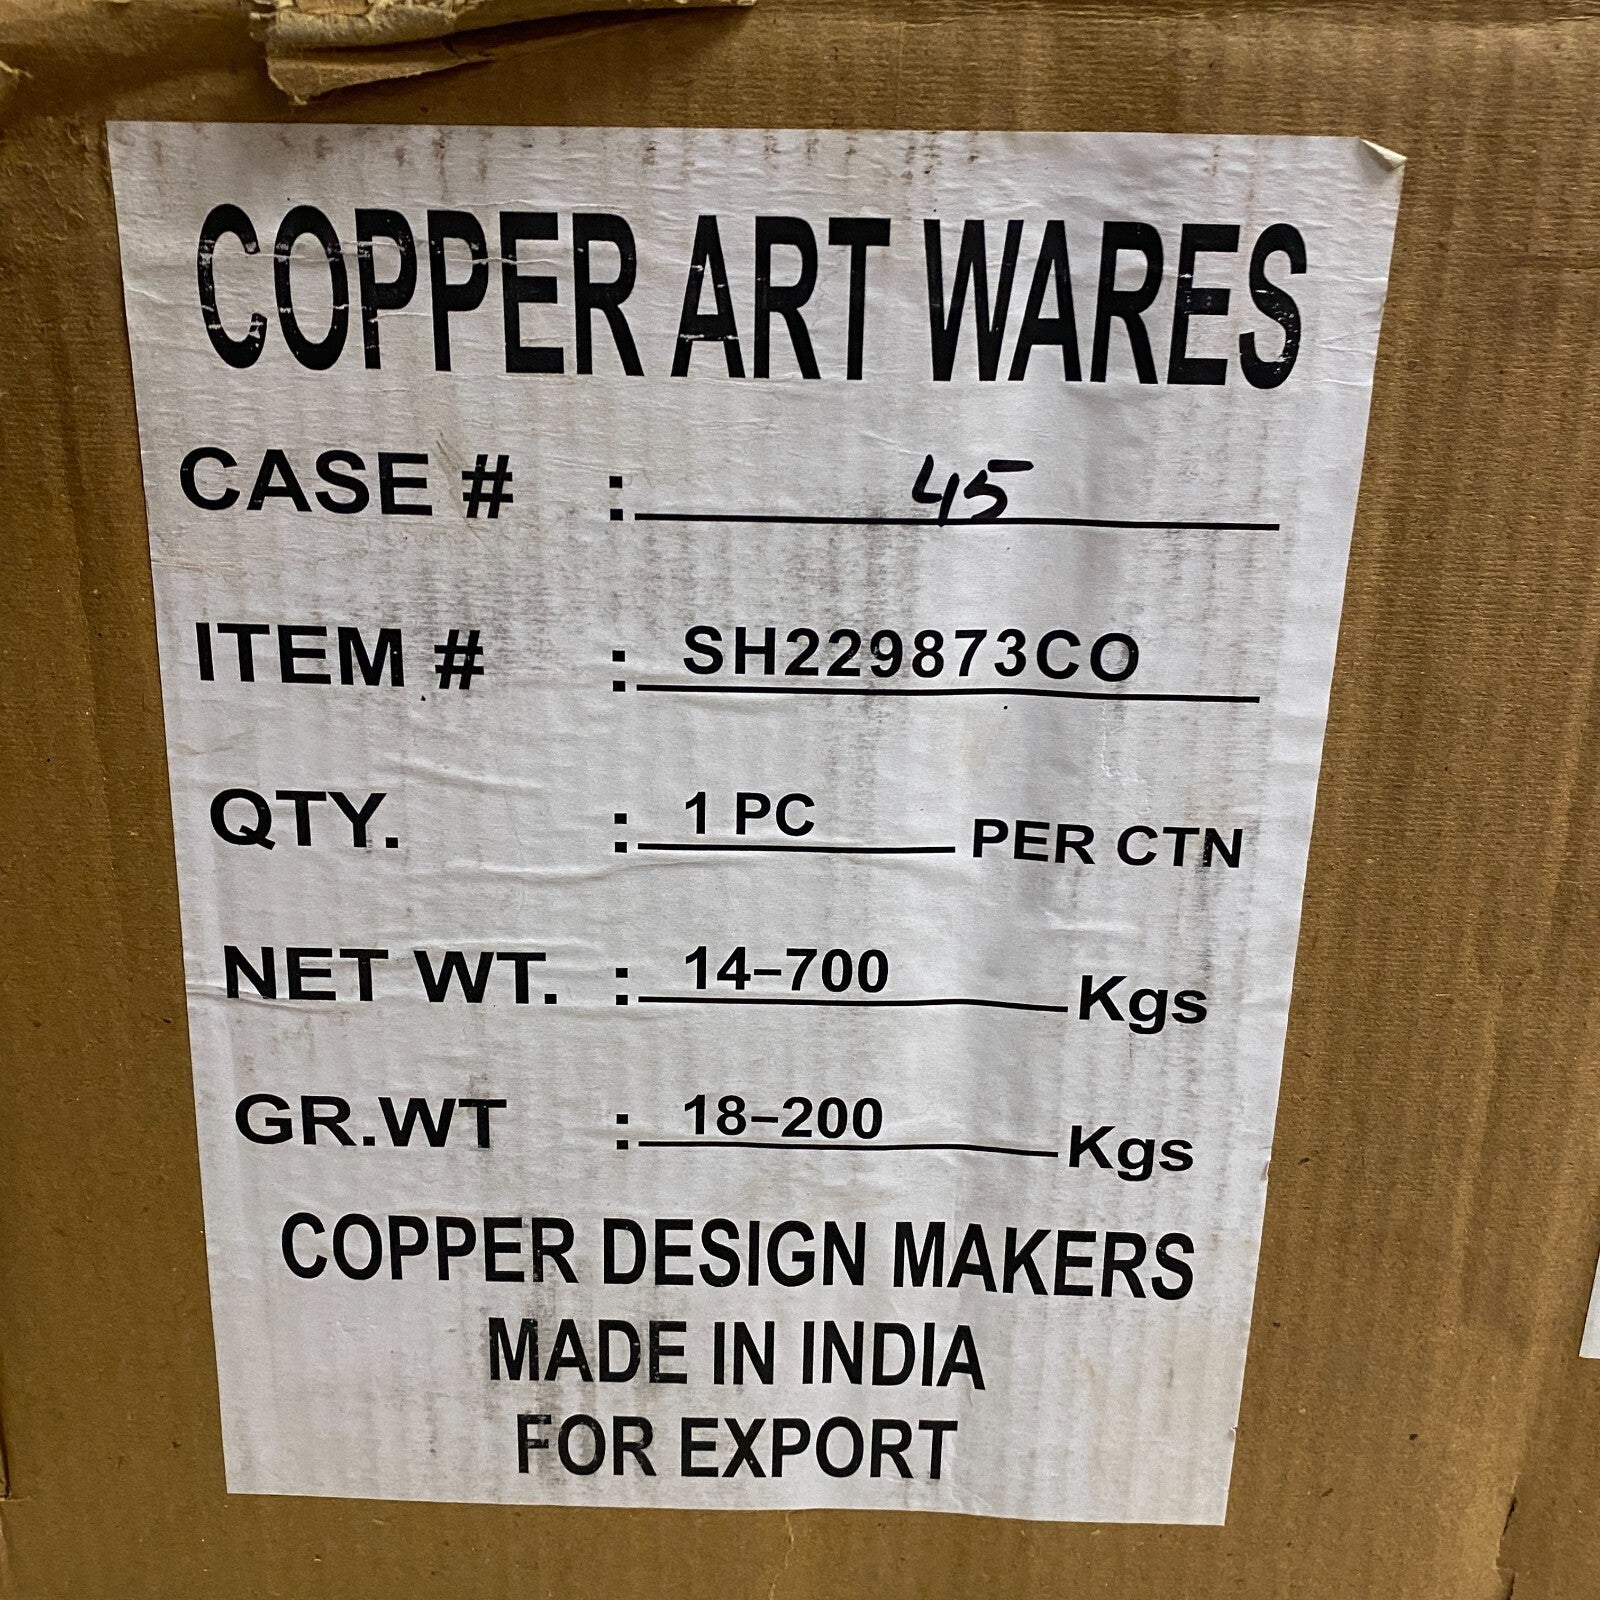 COPPER ART WARES
CASE # : 45
ITEM # : SH229873CO
QTY. : 1 PC PER CTN
NET WT. : 14-700 Kgs
GR.WT : 18-200 Kgs
COPPER DESIGN MAKERS
MADE IN INDIA
FOR EXPORT